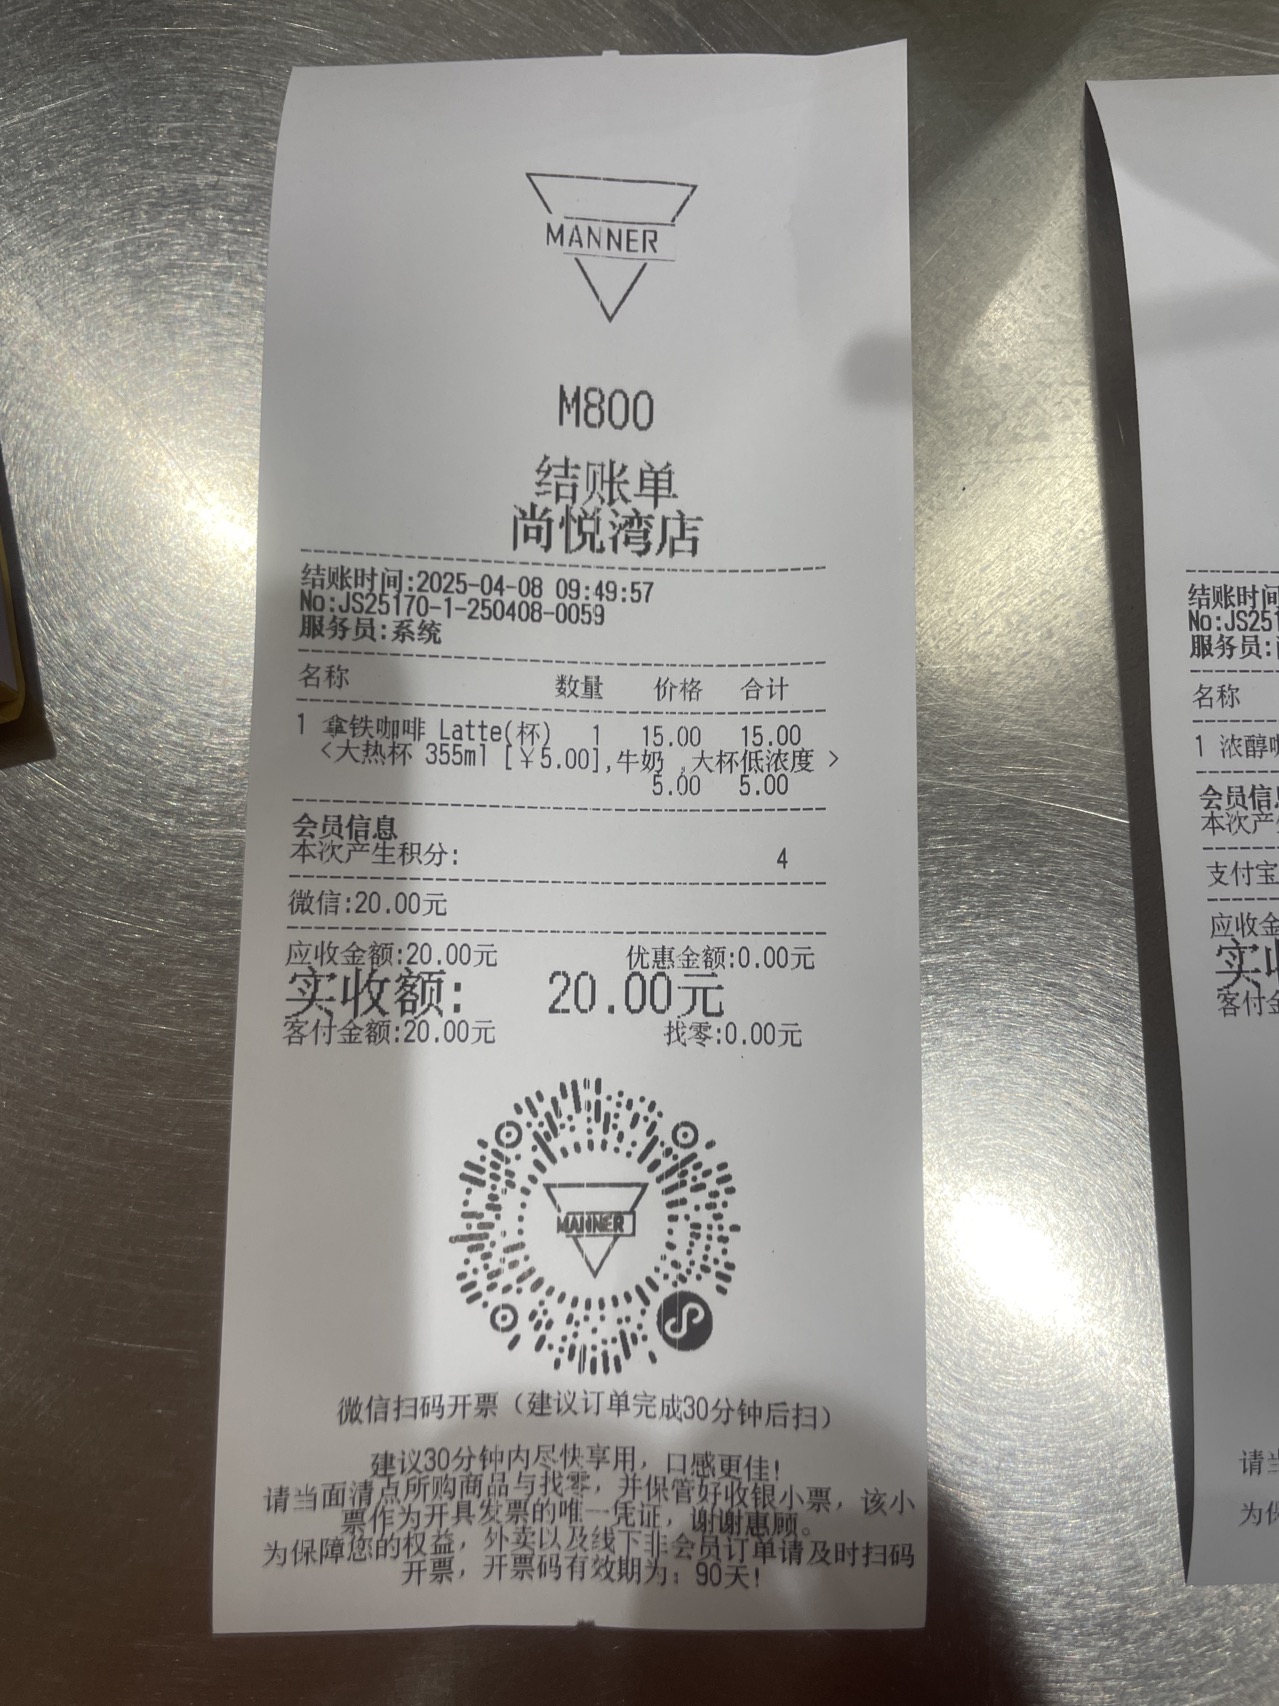 MANNER
M800
结账单
尚悦湾店
结账时间:2025-04-08 09:49:57
No:JS25170-1-250408-0059
服务员:系统
名称 数量 价格 合计
1 拿铁咖啡 Latte(杯) 1 15.00 15.00
<大热杯 355ml [￥5.00],牛奶 ,大杯低浓度 >
5.00 5.00
会员信息
本次产生积分: 4
微信:20.00元
应收金额:20.00元 优惠金额:0.00元
实收额: 20.00元
客付金额:20.00元 找零:0.00元
MANNER
微信扫码开票（建议订单完成30分钟后扫）
建议30分钟内尽快享用，口感更佳!
请当面清点所购商品与找零，并保管好收银小票，该小
票作为开具发票的唯一凭证，谢谢惠顾。
为保障您的权益，外卖以及线下非会员订单请及时扫码
开票，开票码有效期为：90天!
结账时间
No:JS251
服务员:
名称
1 浓醇
会员信息
本次产
支付宝
应收金
实收
客付金
请当
为保